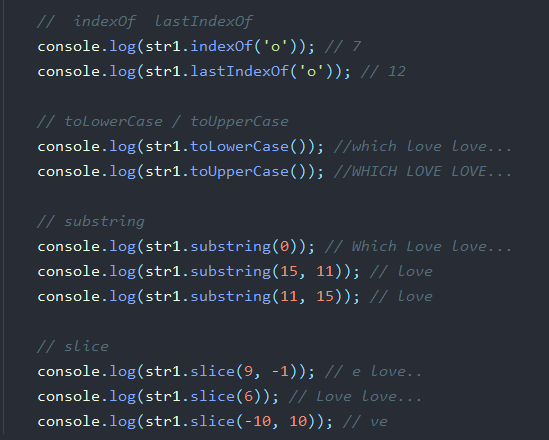 //  indexOf  lastIndexOf
console.log(str1.indexOf('o')); // 7
console.log(str1.lastIndexOf('o')); // 12
// toLowerCase / toUpperCase
console.log(str1.toLowerCase()); //which love love...
console.log(str1.toUpperCase()); //WHICH LOVE LOVE...
// substring
console.log(str1.substring(0)); // Which Love love...
console.log(str1.substring(15, 11)); // love
console.log(str1.substring(11, 15)); // love
// slice
console.log(str1.slice(9, -1)); // e love..
console.log(str1.slice(6)); // Love love...
console.log(str1.slice(-10, 10)); // ve